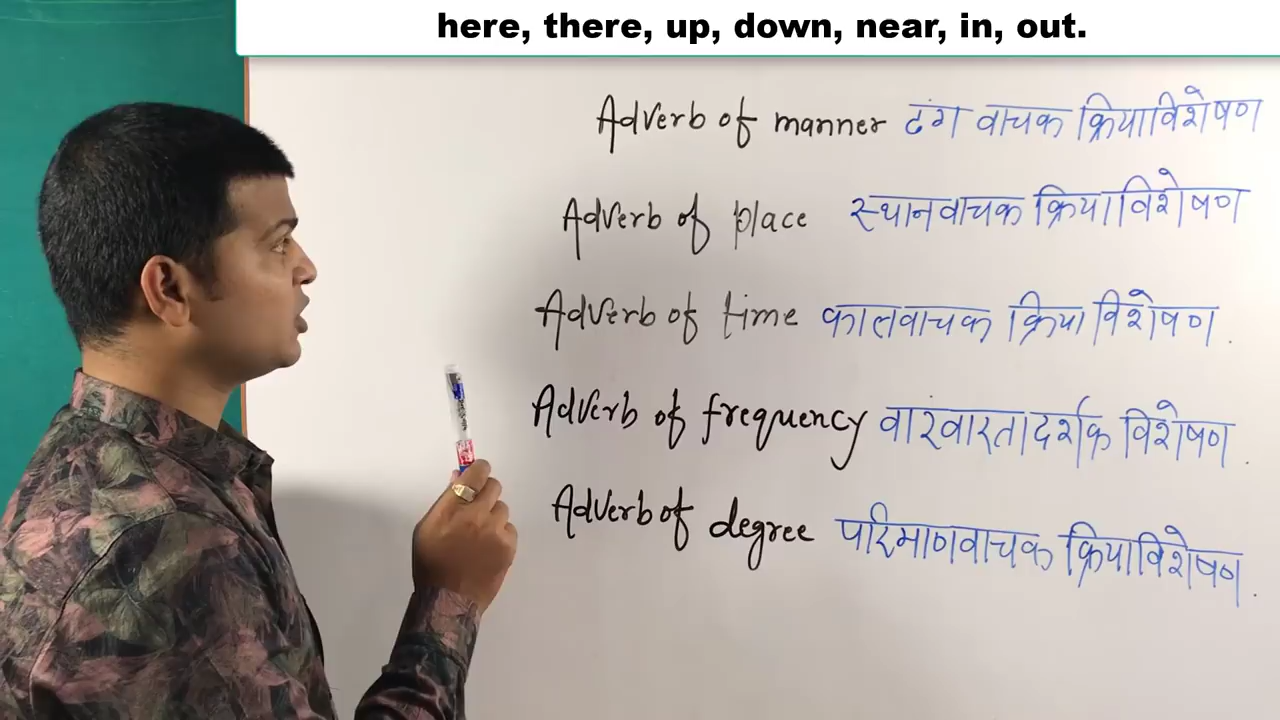 here, there, up, down, near, in, out.
Adverb of manner ढंग वाचक क्रियाविशेषण
Adverb of place स्थानवाचक क्रियाविशेषण
Adverb of time कालवाचक क्रियाविशेषण.
Adverb of frequency वारंवारतादर्शक विशेषण.
Adverb of degree परिमाणवाचक क्रियाविशेषण.